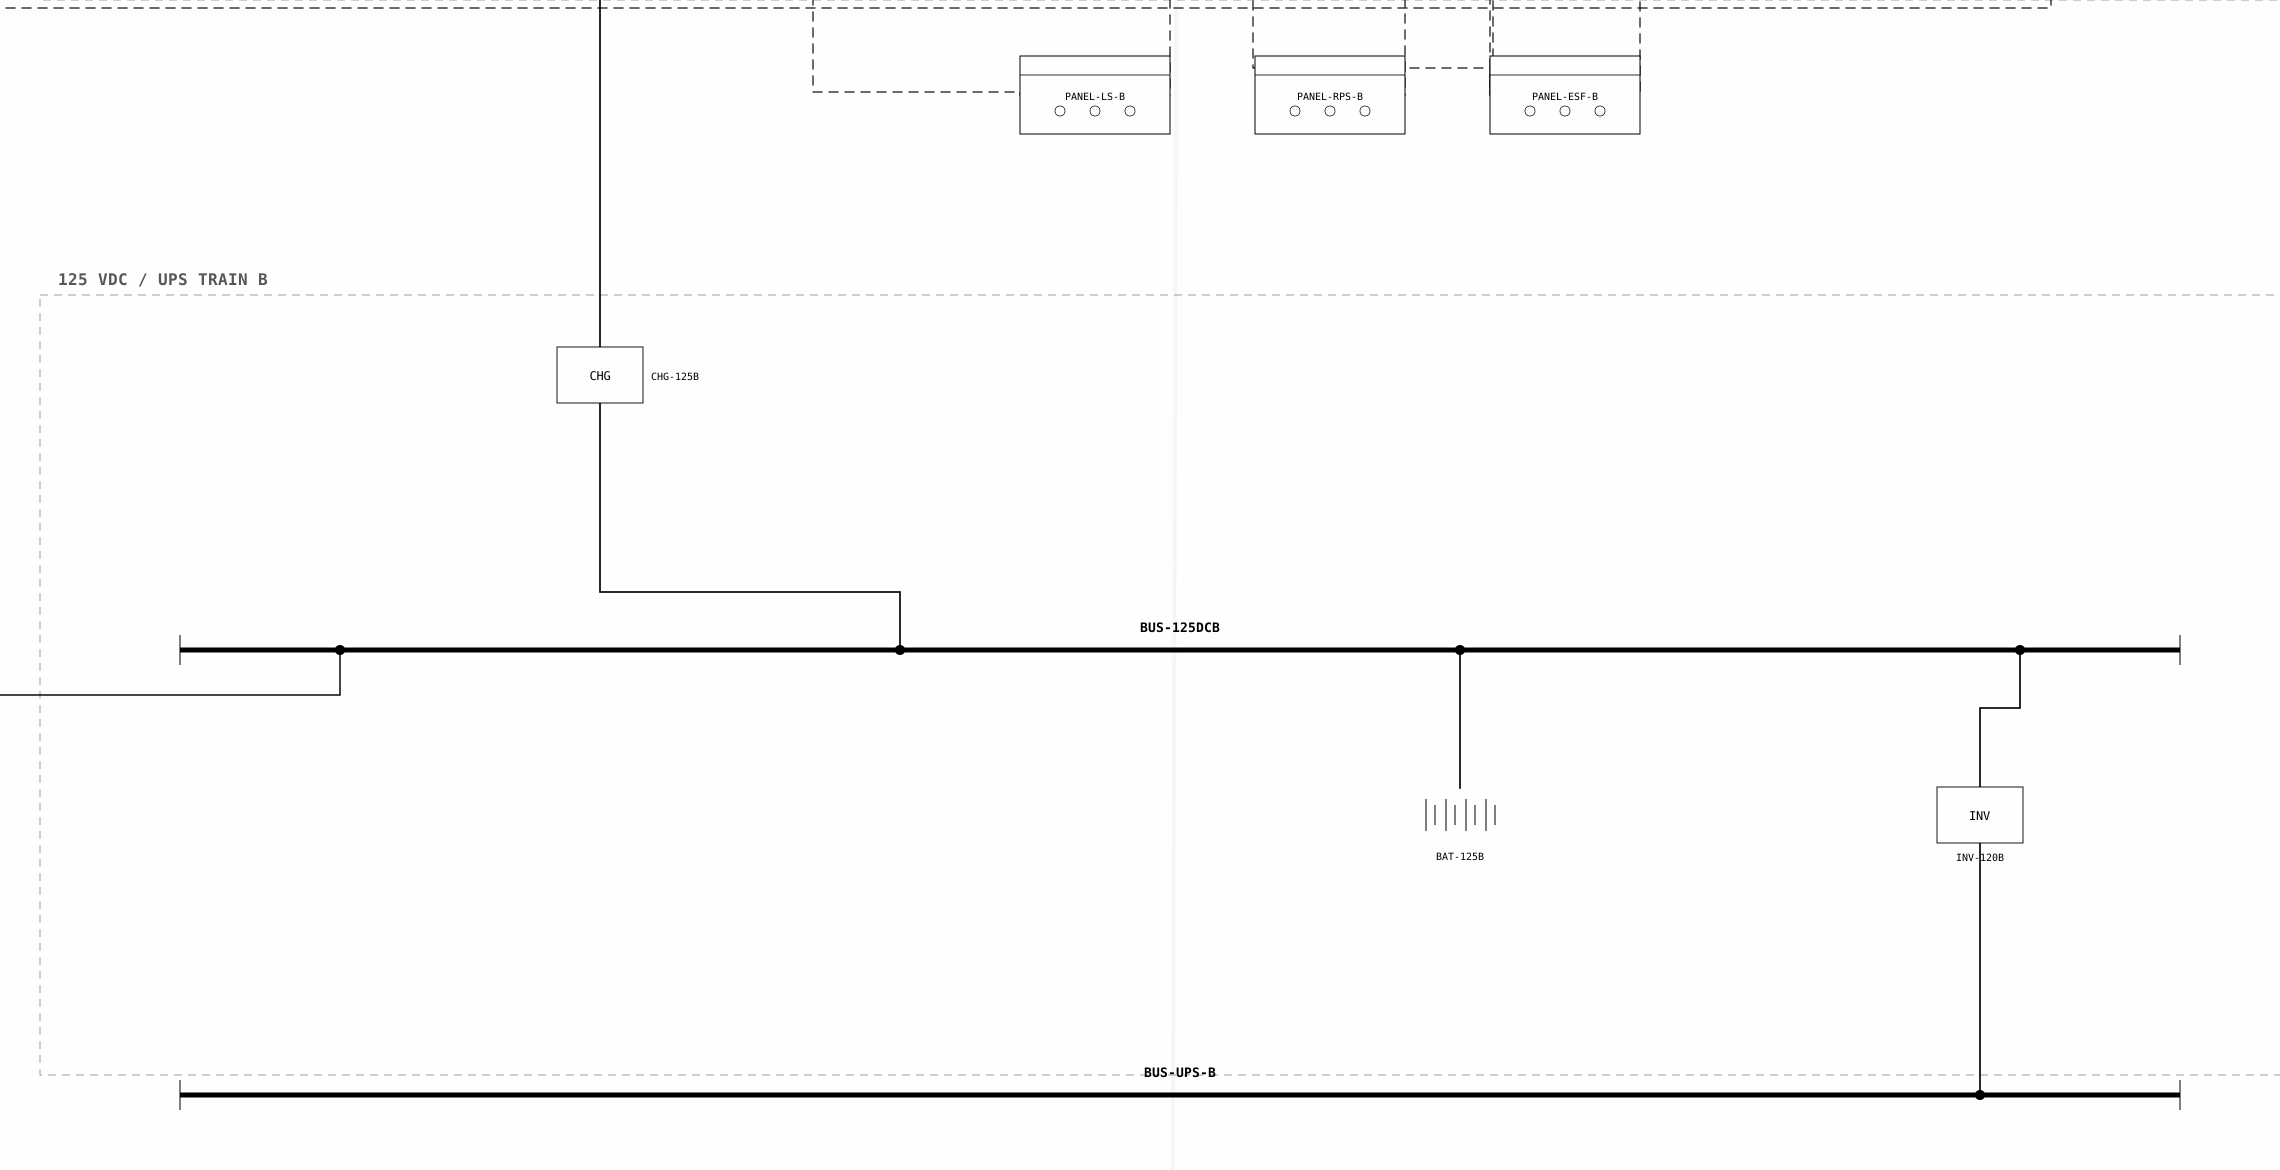 PANEL-LS-B
PANEL-RPS-B
PANEL-ESF-B
125 VDC / UPS TRAIN B
CHG
CHG-125B
BUS-125DCB
INV
BAT-125B
INV-120B
BUS-UPS-B